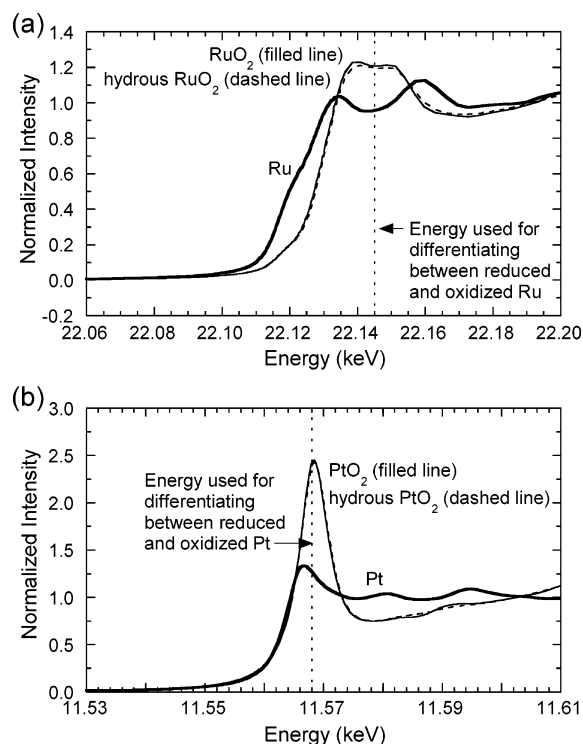 (a)
1.4
1.2
1.0
0.8
0.6
0.4
0.2
0.0
-0.2
Normalized Intensity
RuO₂ (filled line)
hydrous RuO₂ (dashed line)
Ru
Energy used for
differentiating
between reduced
and oxidized Ru
22.06 22.08 22.10 22.12 22.14 22.16 22.18 22.20
Energy (keV)
(b)
3.0
2.5
2.0
1.5
1.0
0.5
0.0
Normalized Intensity
Energy used for
differentiating
between reduced
and oxidized Pt
PtO₂ (filled line)
hydrous PtO₂ (dashed line)
Pt
11.53 11.55 11.57 11.59 11.61
Energy (keV)